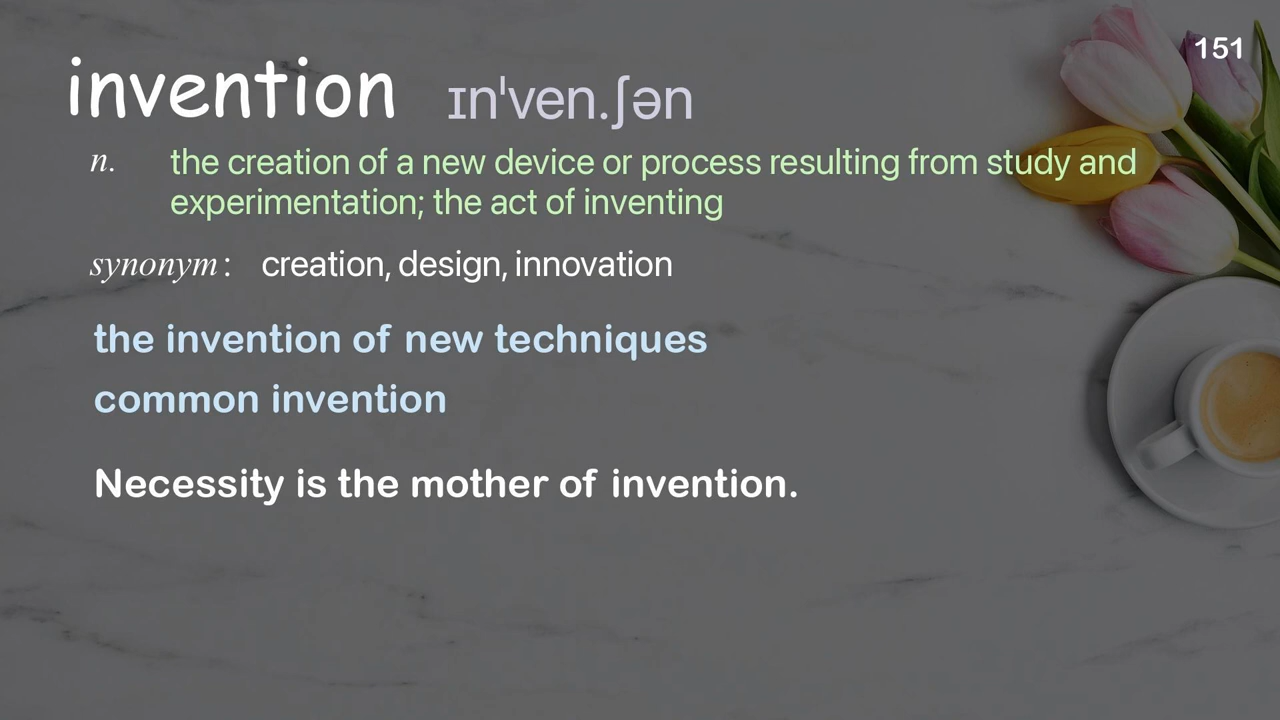 151
invention ɪnˈven.ʃən
n. the creation of a new device or process resulting from study and
experimentation; the act of inventing
synonym : creation, design, innovation
the invention of new techniques
common invention
Necessity is the mother of invention.